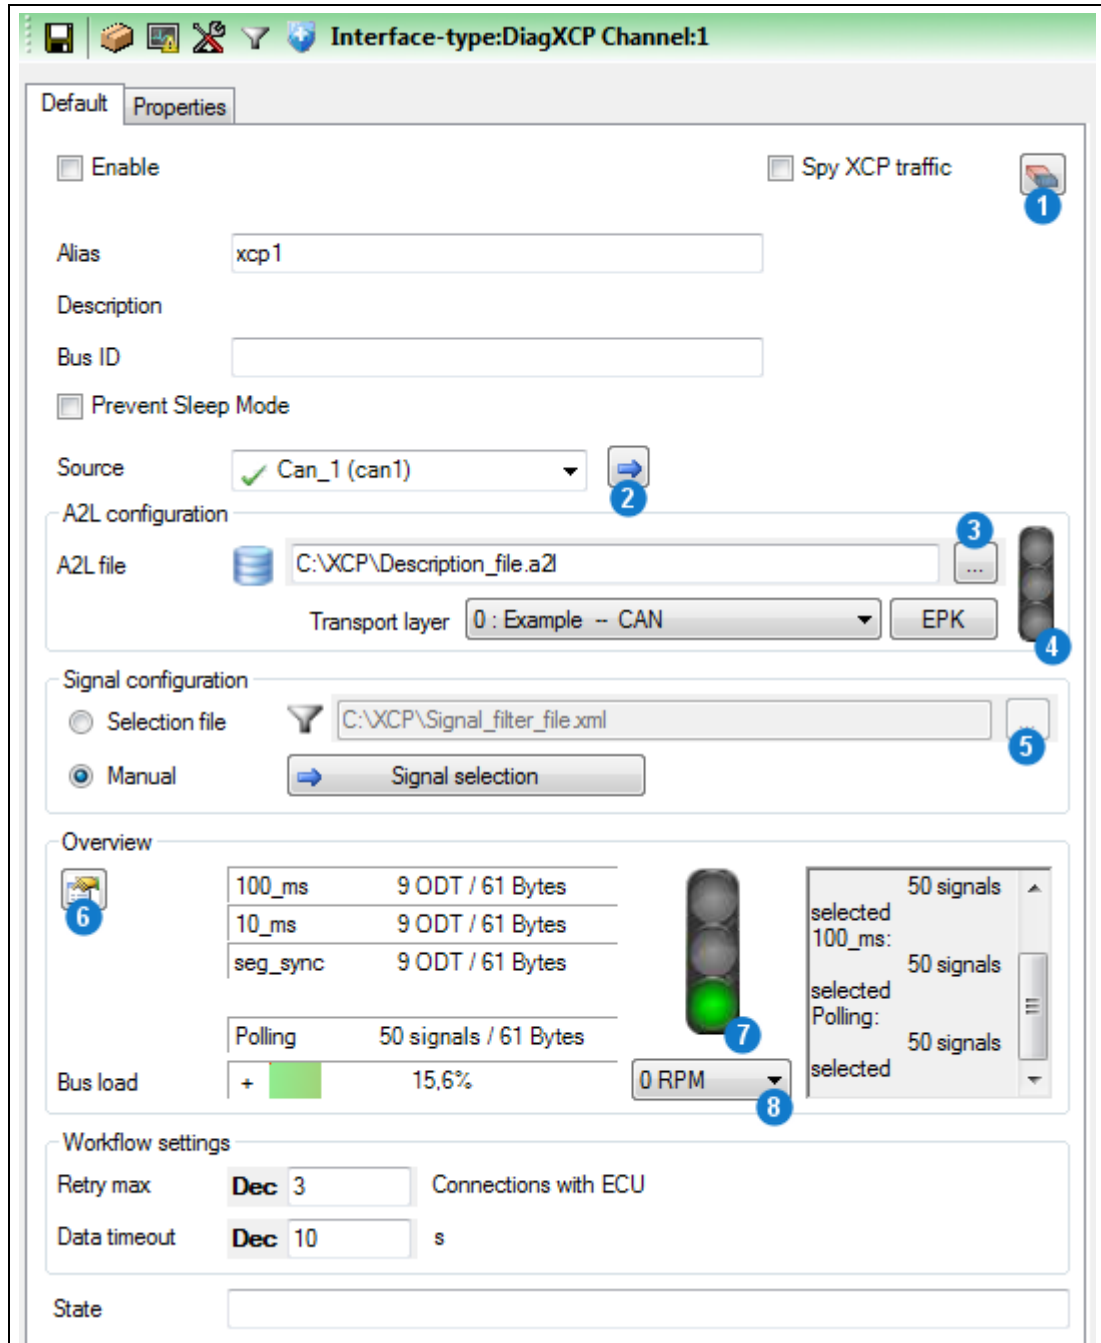 Interface-type:DiagXCP Channel:1
Default Properties
Enable Spy XCP traffic
1
Alias xcp1
Description
Bus ID
Prevent Sleep Mode
Source Can_1 (can1)
2
A2L configuration
3
A2L file C:\XCP\Description_file.a2l ...
Transport layer 0 : Example -- CAN EPK
4
Signal configuration
Selection file C:\XCP\Signal_filter_file.xml ...
5
Manual Signal selection
Overview
6
100_ms 9 ODT / 61 Bytes
10_ms 9 ODT / 61 Bytes
seg_sync 9 ODT / 61 Bytes
Polling 50 signals / 61 Bytes
7
50 signals
selected
100_ms:
50 signals
selected
Polling:
50 signals
selected
Bus load + 15,6% 0 RPM
8
Workflow settings
Retry max Dec 3 Connections with ECU
Data timeout Dec 10 s
State